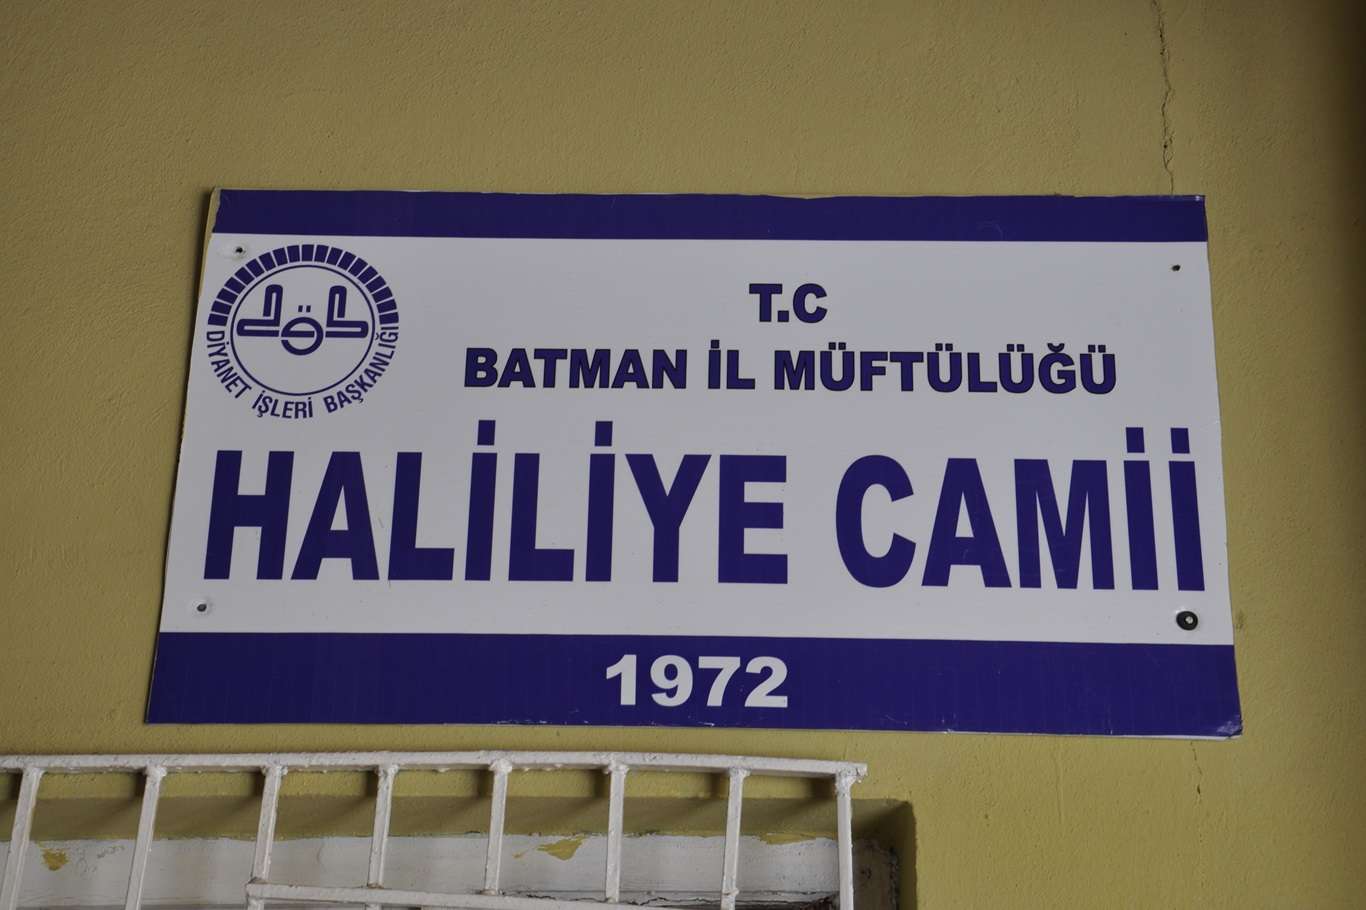 DİYANET İŞLERİ BAŞKANLIĞI
T.C
BATMAN İL MÜFTÜLÜĞÜ
HALİLİYE CAMİİ
1972